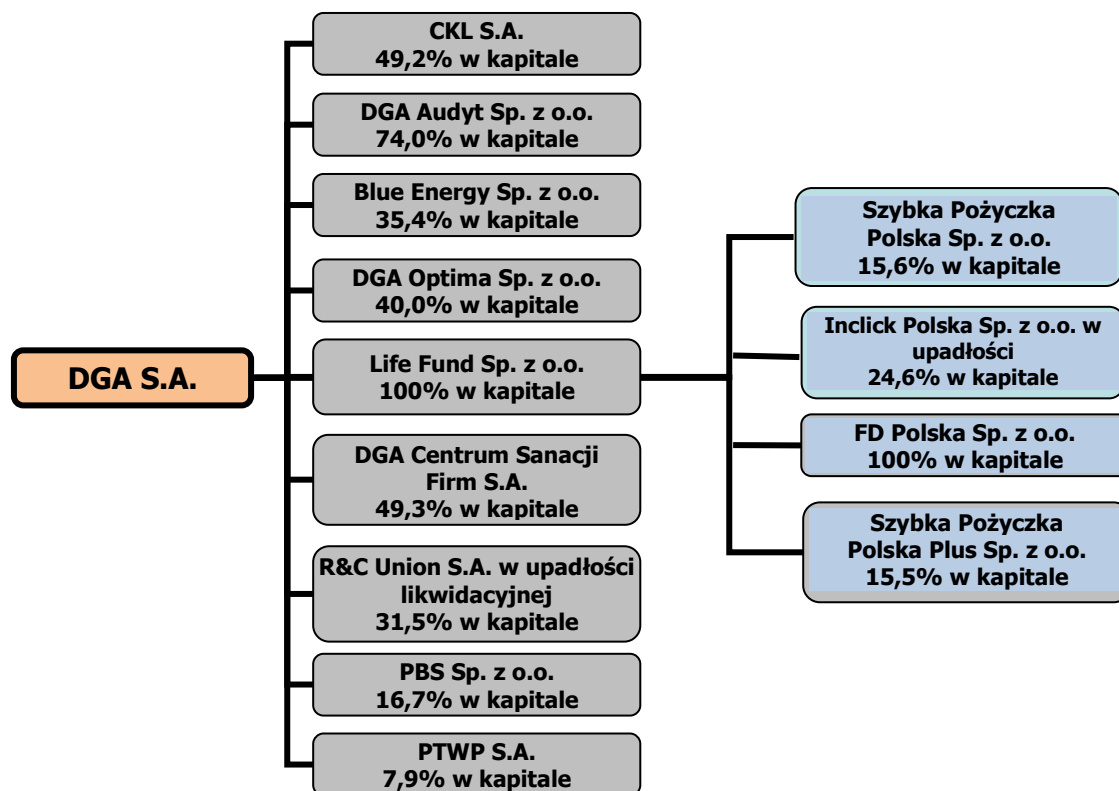 DGA S.A.
CKL S.A.
49,2% w kapitale
DGA Audyt Sp. z o.o.
74,0% w kapitale
Blue Energy Sp. z o.o.
35,4% w kapitale
DGA Optima Sp. z o.o.
40,0% w kapitale
Life Fund Sp. z o.o.
100% w kapitale
DGA Centrum Sanacji
Firm S.A.
49,3% w kapitale
R&C Union S.A. w upadłości
likwidacyjnej
31,5% w kapitale
PBS Sp. z o.o.
16,7% w kapitale
PTWP S.A.
7,9% w kapitale
Szybka Pożyczka
Polska Sp. z o.o.
15,6% w kapitale
Inclick Polska Sp. z o.o. w
upadłości
24,6% w kapitale
FD Polska Sp. z o.o.
100% w kapitale
Szybka Pożyczka
Polska Plus Sp. z o.o.
15,5% w kapitale